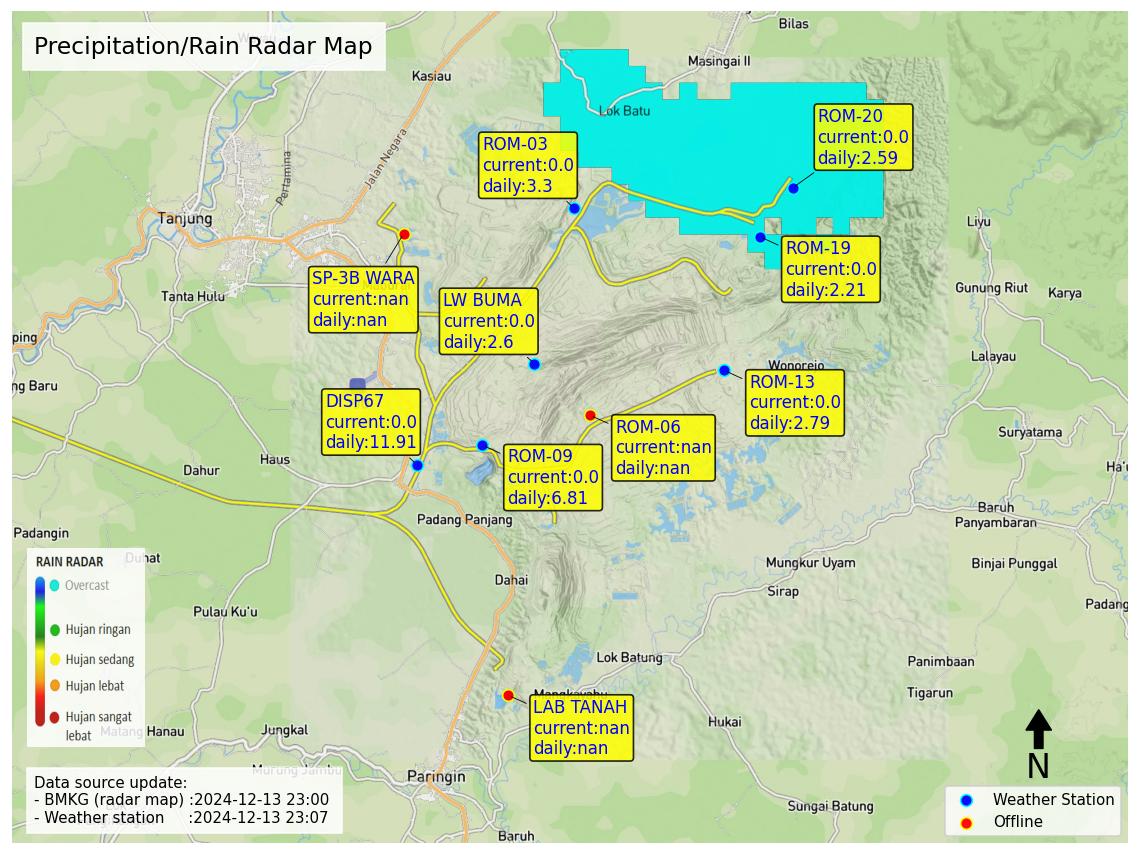 Precipitation/Rain Radar Map
Bilas
Masingai II
Kasiau
Lok Batu
Jalan Negara
Pertamina
Tanjung
Tanta Hulu
ROM-03
current:0.0
daily:3.3
ROM-20
current:0.0
daily:2.59
ROM-19
current:0.0
daily:2.21
SP-3B WARA
current:nan
daily:nan
LW BUMA
current:0.0
daily:2.6
Liyu
Gunung Riut
Karya
Lalayau
ping
ng Baru
Wonorejo
ROM-13
current:0.0
daily:2.79
DISP67
current:0.0
daily:11.91
ROM-06
current:nan
daily:nan
ROM-09
current:0.0
daily:6.81
Suryatama
Ha'u
Haus
Dahur
Padang Panjang
Baruh
Panyambaran
Padangin
Duhat
Binjai Punggal
Mungkur Uyam
Sirap
Dahai
Padang
Pulau Ku'u
RAIN RADAR
Overcast
Hujan ringan
Hujan sedang
Hujan lebat
Hujan sangat
lebat
Lok Batung
Panimbaan
Tigarun
Mangkayahu
LAB TANAH
current:nan
daily:nan
Hukai
Matang Hanau
Jungkal
Murung Jambu
Paringin
Sungai Batung
Baruh
Data source update:
- BMKG (radar map) :2024-12-13 23:00
- Weather station :2024-12-13 23:07
N
Weather Station
Offline